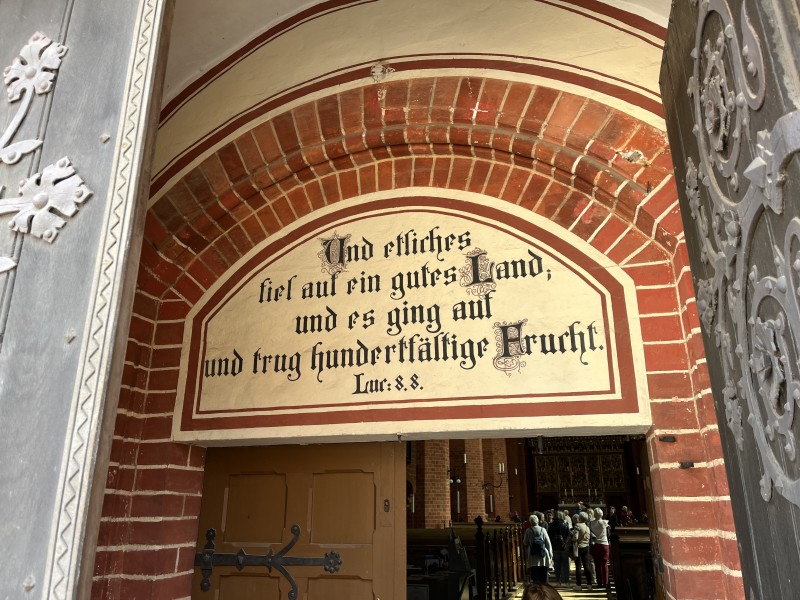 Und etliches
fiel auf ein gutes Land;
und es ging auf
und trug hundertfältige Frucht.
Luc: 8. 8.